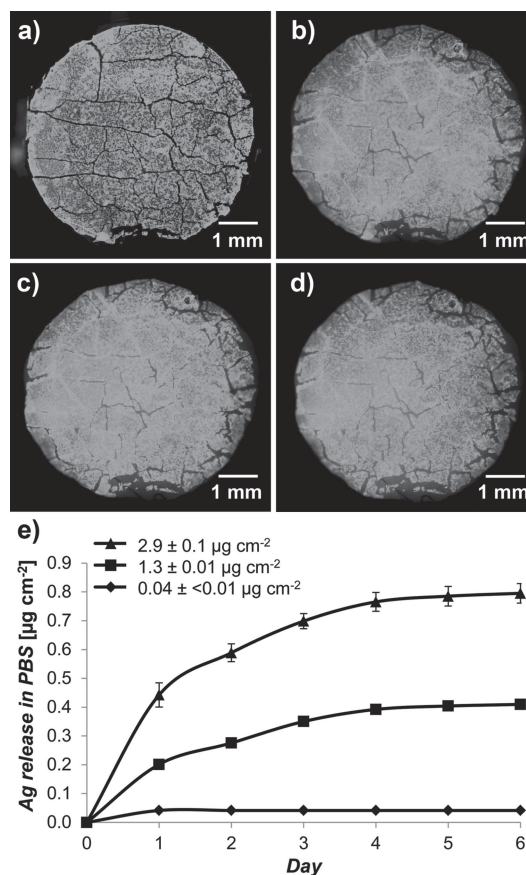 a)
b)
1 mm
1 mm
c)
d)
1 mm
1 mm
e)
2.9 ± 0.1 µg cm⁻²
1.3 ± 0.01 µg cm⁻²
0.04 ± <0.01 µg cm⁻²
Ag release in PBS [µg cm⁻²]
0.9
0.8
0.7
0.6
0.5
0.4
0.3
0.2
0.1
0.0
0 1 2 3 4 5 6
Day